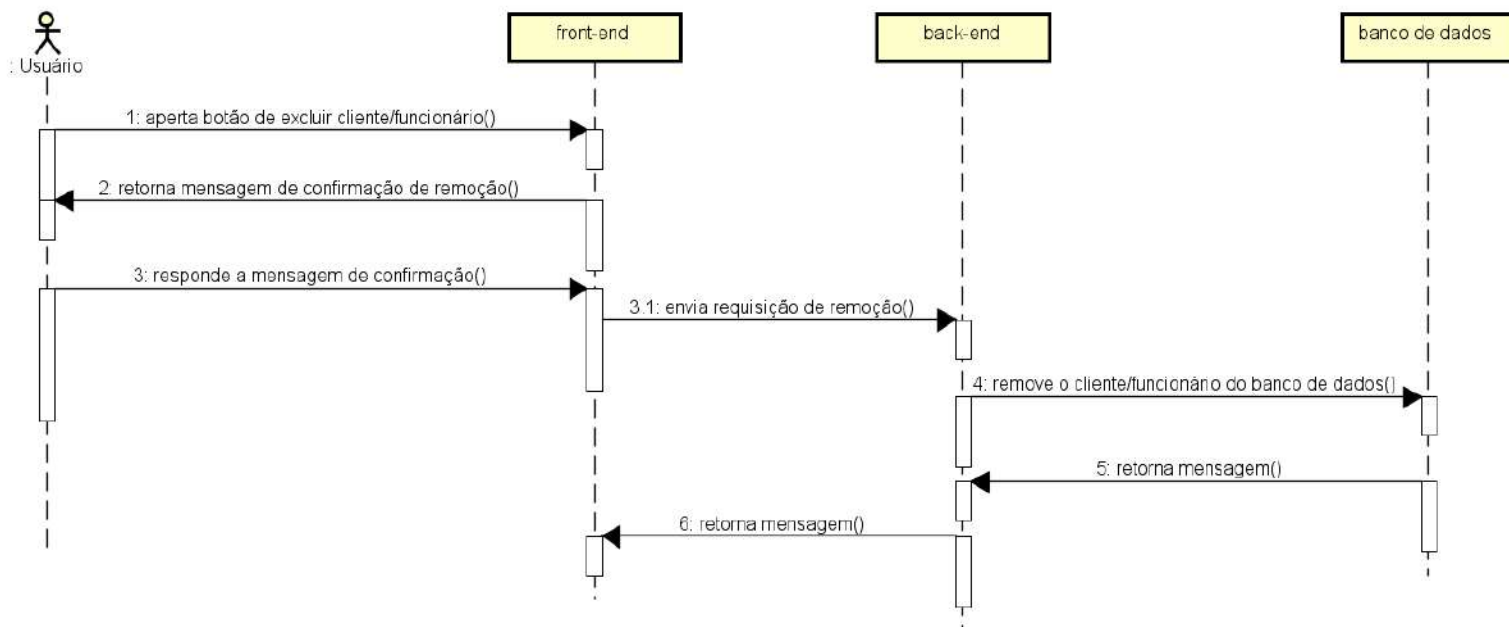 front-end
back-end
banco de dados
: Usuário
1: aperta botão de excluir cliente/funcionário()
2: retorna mensagem de confirmação de remoção()
3: responde a mensagem de confirmação()
3.1: envia requisição de remoção()
4: remove o cliente/funcionário do banco de dados()
5: retorna mensagem()
6: retorna mensagem()